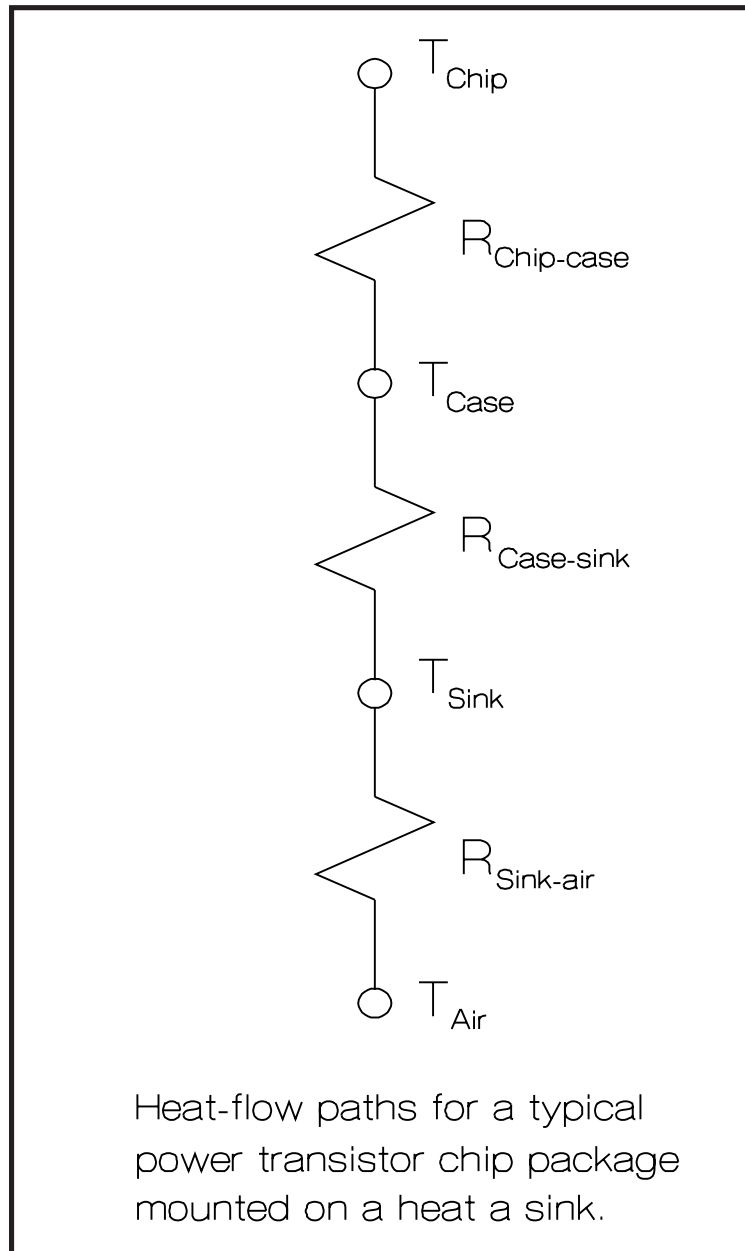 T Chip
R Chip-case
T Case
R Case-sink
T Sink
R Sink-air
T Air
Heat-flow paths for a typical
power transistor chip package
mounted on a heat a sink.